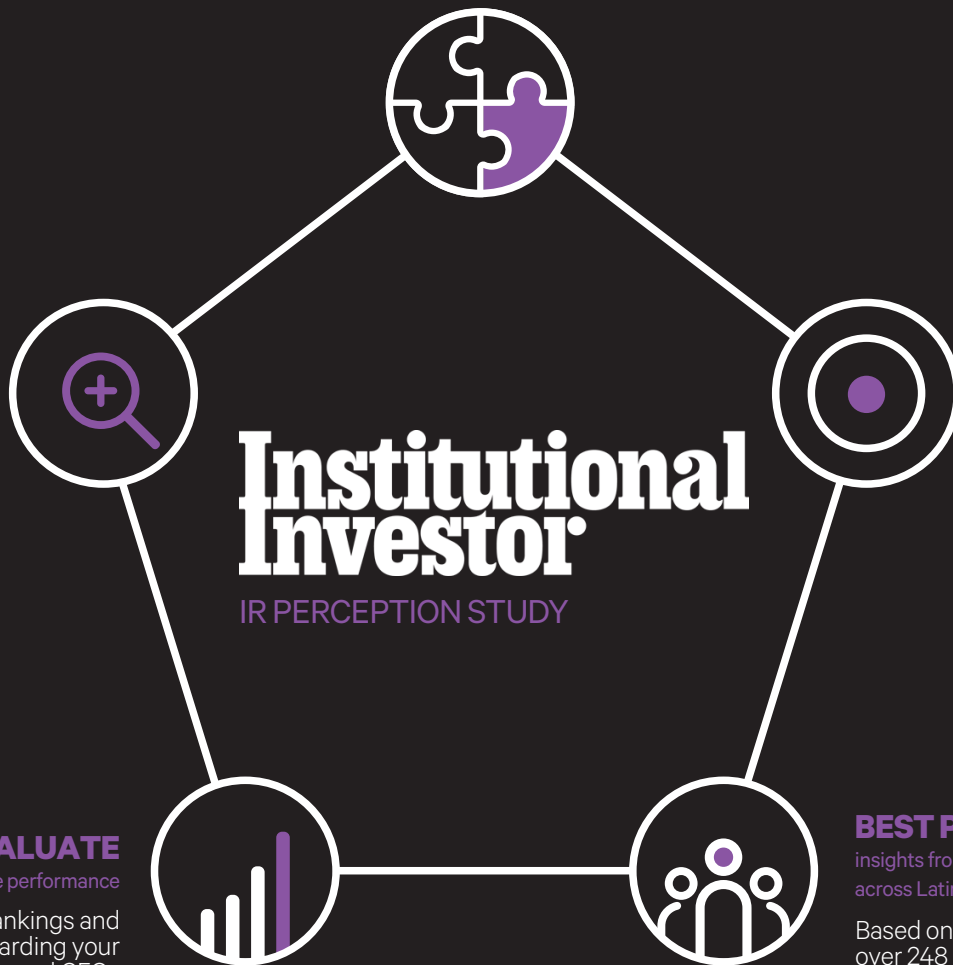 Institutional
Investor
IR PERCEPTION STUDY
ALUATE
e performance
ankings and
arding your
BEST P
insights fro
across Latin
Based on
over 248